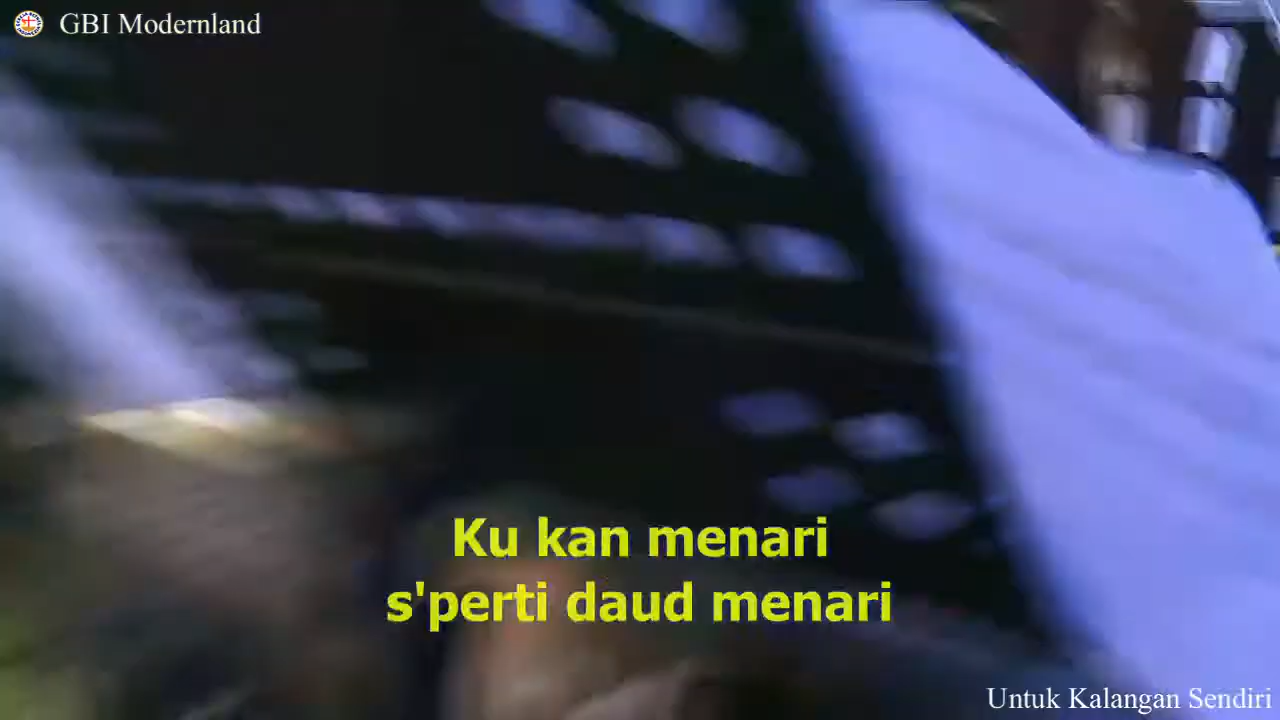 GBI Modernland
Ku kan menari
s'perti daud menari
Untuk Kalangan Sendiri